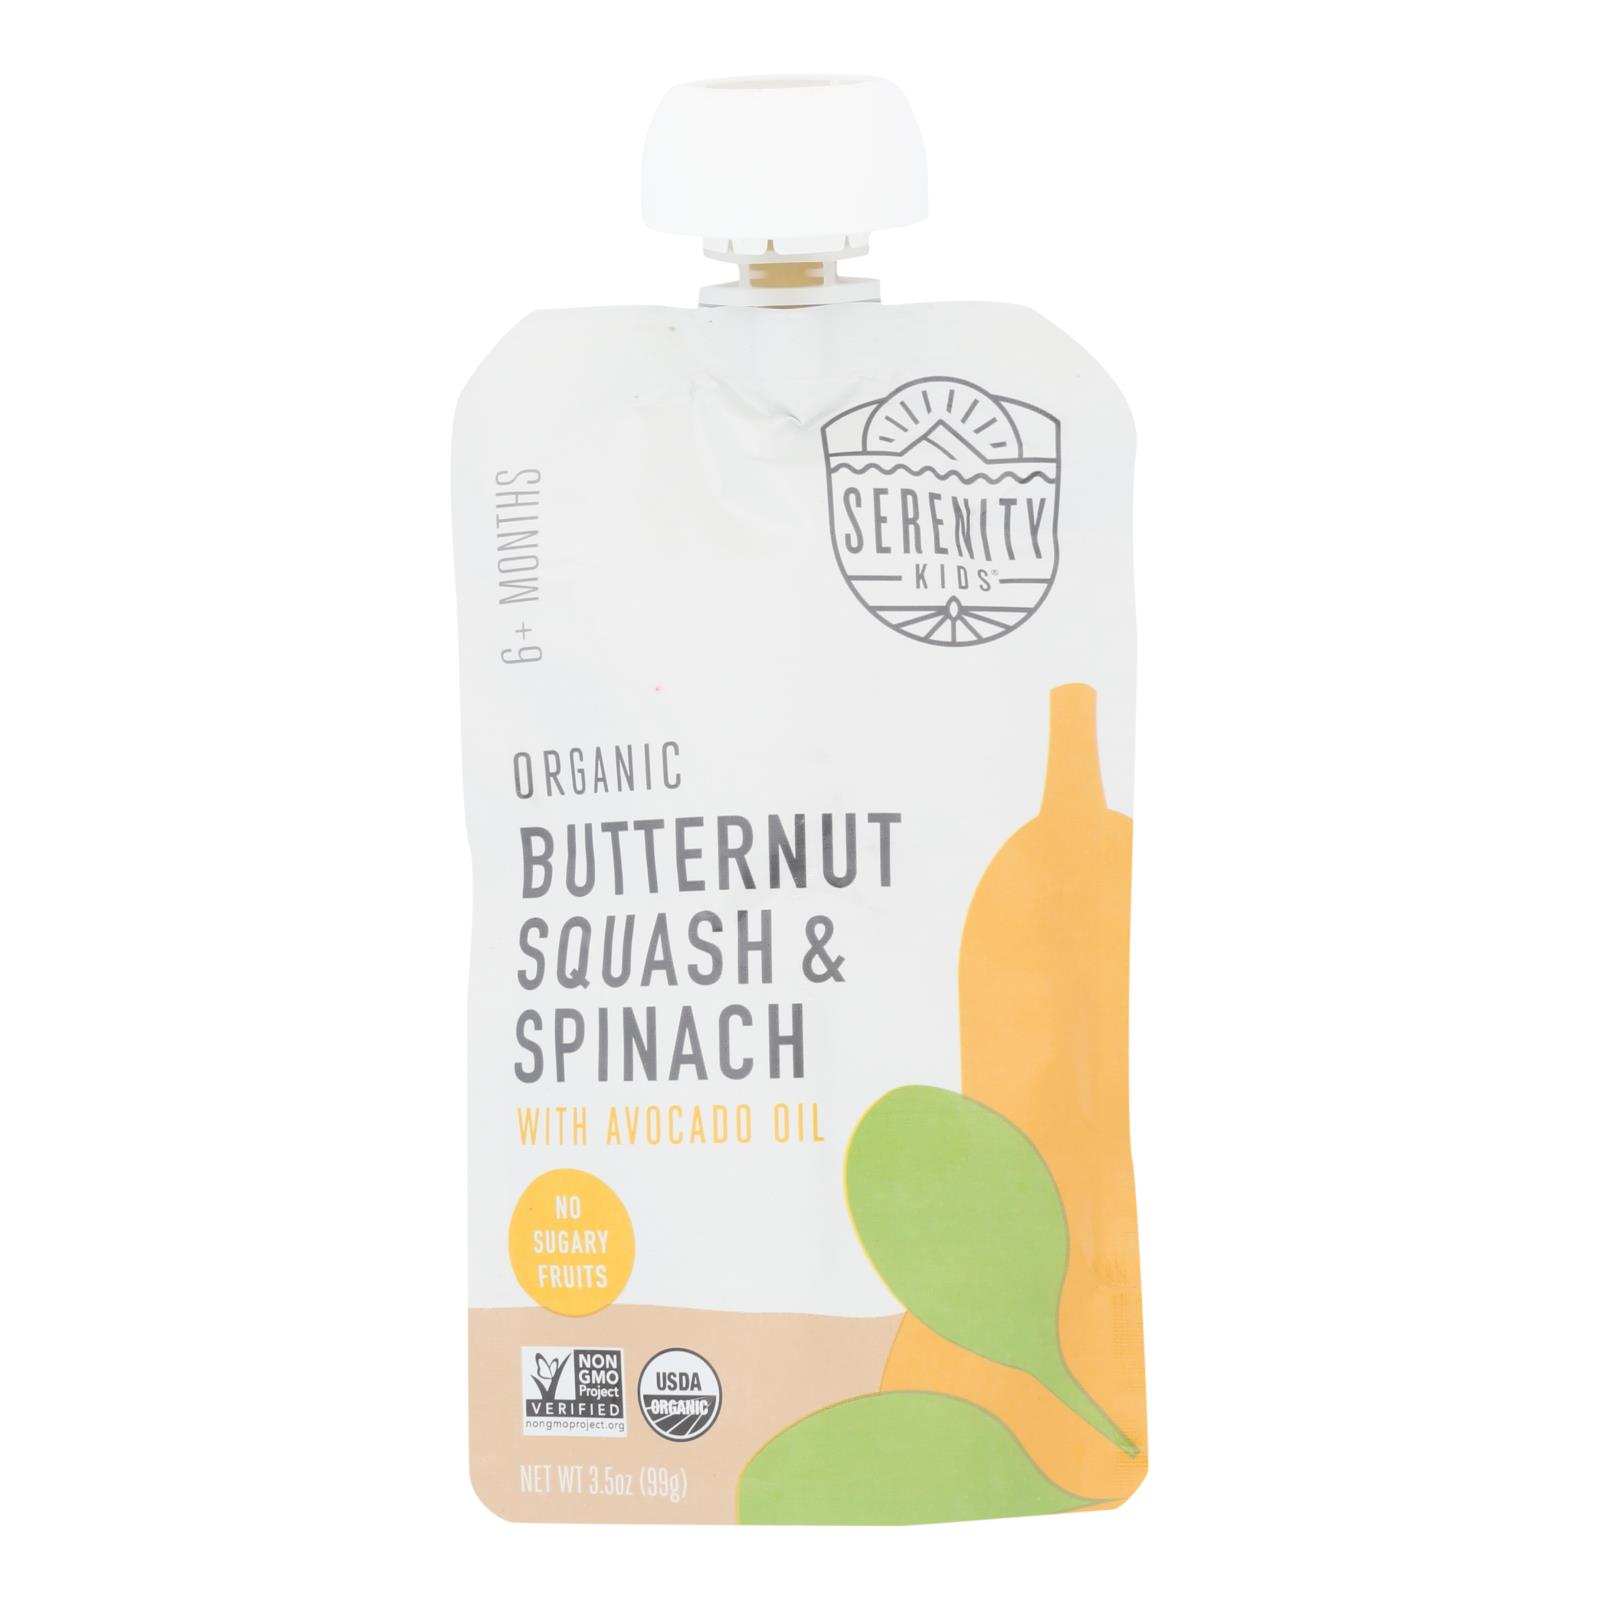 SERENITY
KIDS®
6+ MONTHS
ORGANIC
BUTTERNUT
SQUASH &
SPINACH
WITH AVOCADO OIL
NO
SUGARY
FRUITS
NON
GMO
Project
VERIFIED
nongmoproject.org
USDA
ORGANIC
NET WT 3.5oz (99g)